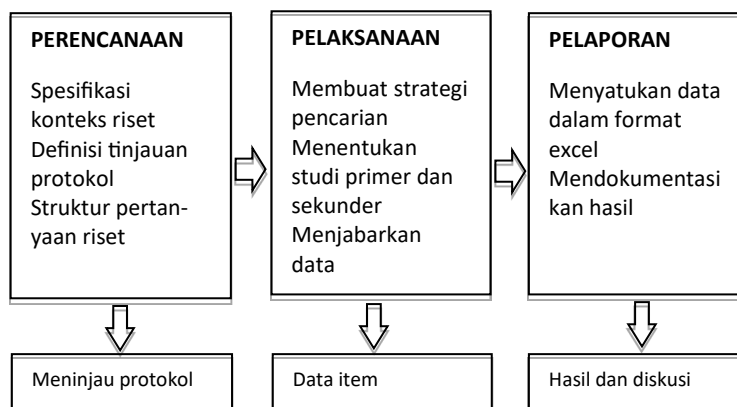 PERENCANAAN
Spesifikasi
konteks riset
Definisi tinjauan
protokol
Struktur pertan-
yaan riset
PELAKSANAAN
Membuat strategi
pencarian
Menentukan
studi primer dan
sekunder
Menjabarkan
data
PELAPORAN
Menyatukan data
dalam format
excel
Mendokumentasi
kan hasil
Meninjau protokol
Data item
Hasil dan diskusi